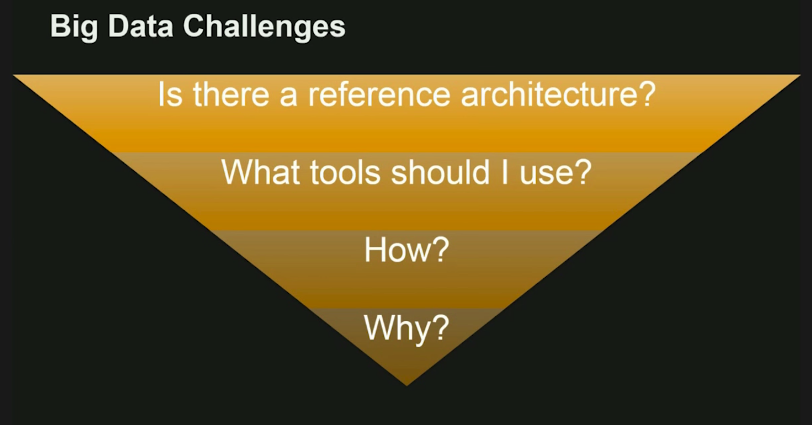 Big Data Challenges
Is there a reference architecture?
What tools should I use?
How?
Why?